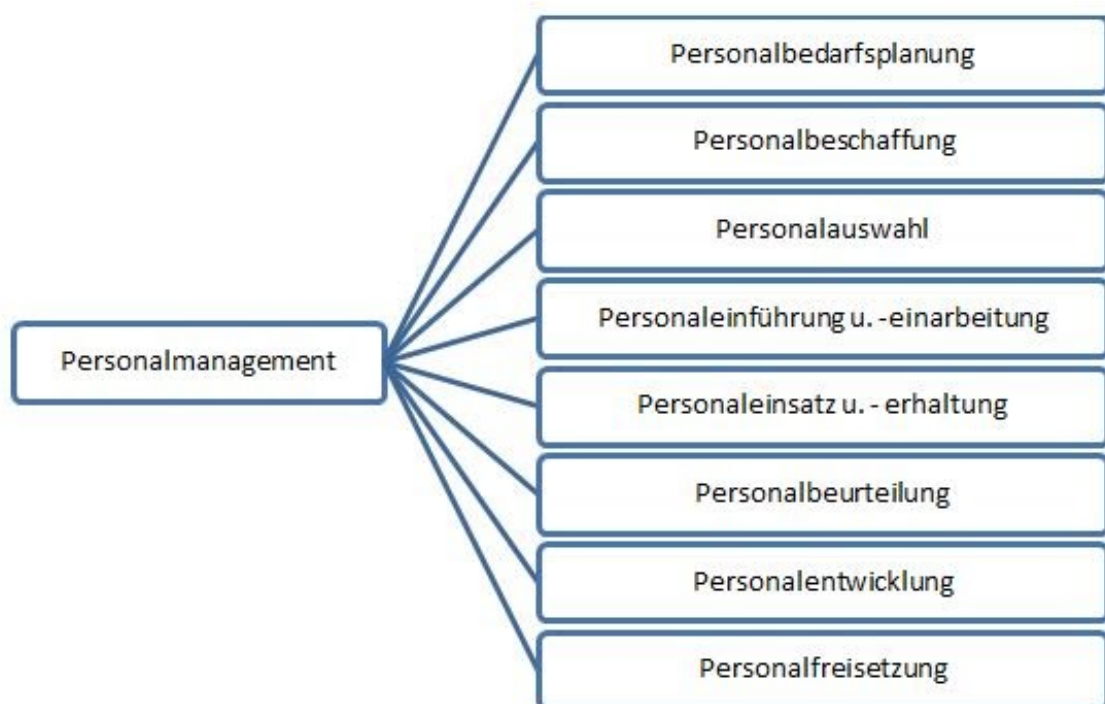 Personalmanagement
Personalbedarfsplanung
Personalbeschaffung
Personalauswahl
Personaleinführung u. -einarbeitung
Personaleinsatz u. - erhaltung
Personalbeurteilung
Personalentwicklung
Personalfreisetzung